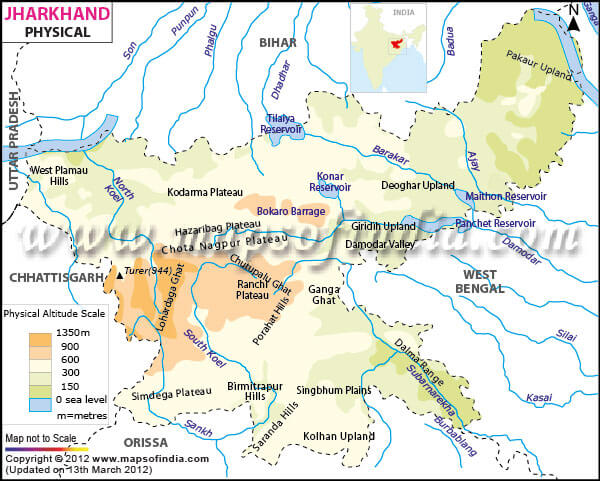 JHARKHAND
PHYSICAL
INDIA
N
BIHAR
UTTAR PRADESH
CHHATTISGARH
ORISSA
WEST
BENGAL
Son
Punpun
Phalgu
Dhadhar
Badua
Ganga
Pakaur Upland
Tilaiya
Reservoir
Barakar
Ajay
West Plamau
Hills
North
Koel
Kodarma Plateau
Konar
Reservoir
Deoghar Upland
Maithon Reservoir
Bokaro Barrage
Panchet Reservoir
Hazaribag Plateau
Giridih Upland
Damodar
Chota Nagpur Plateau
Damodar Valley
www.mapsofindia.com
Turer(944)
Lohardaga Ghat
Chutupalu Ghat
Ranchi
Plateau
Porahat Hills
Ganga
Ghat
Silai
South Koel
Dalma Range
Subarnarekha
Kasai
Burbablang
Simdega Plateau
Birmitrapur
Hills
Singbhum Plains
Saranda Hills
Kolhan Upland
Sankh
Physical Altitude Scale
1350m
900
600
300
150
0 sea level
m=metres
Map not to Scale
Copyright © 2012 www.mapsofindia.com
(Updated on 13th March 2012)